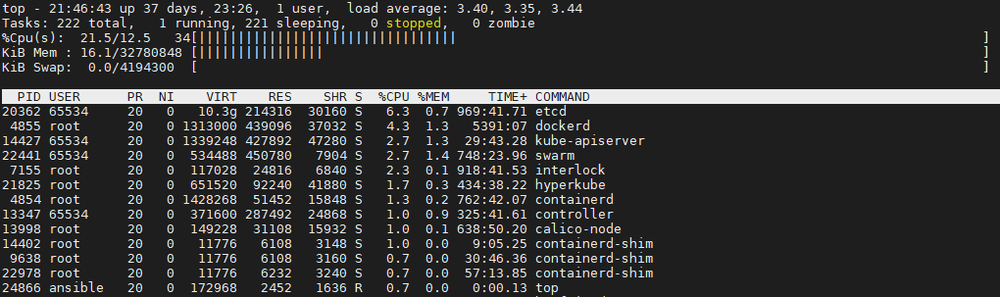 top - 21:46:43 up 37 days, 23:26,  1 user,  load average: 3.40, 3.35, 3.44
Tasks: 222 total,   1 running, 221 sleeping,   0 stopped,   0 zombie
%Cpu(s):  21.5/12.5   34[||||||||||||||||||||||||||||||||||                    ]
KiB Mem : 16.1/32780848 [||||||||||||||||                    ]
KiB Swap:  0.0/4194300  [                    ]
PID USER      PR  NI    VIRT    RES    SHR S  %CPU %MEM     TIME+ COMMAND
20362 65534     20   0   10.3g 214316  30160 S   6.3  0.7 969:41.71 etcd
4855 root      20   0 1313000 439096  37032 S   4.3  1.3   5391:07 dockerd
14427 65534     20   0 1339248 427892  47280 S   2.7  1.3  29:43.28 kube-apiserver
22441 65534     20   0  534488 450780   7904 S   2.7  1.4 748:23.96 swarm
7155 root      20   0  117028  24816   6840 S   2.3  0.1 918:41.53 interlock
21825 root      20   0  651520  92240  41880 S   1.7  0.3 434:38.22 hyperkube
4854 root      20   0 1428268  51452  15848 S   1.3  0.2 762:42.07 containerd
13347 65534     20   0  371600 287492  24868 S   1.0  0.9 325:41.61 controller
13998 root      20   0  149228  31108  15932 S   1.0  0.1 638:50.20 calico-node
14402 root      20   0   11776   6108   3148 S   1.0  0.0   9:05.25 containerd-shim
9638 root      20   0   11776   6108   3160 S   0.7  0.0  30:46.36 containerd-shim
22978 root      20   0   11776   6232   3240 S   0.7  0.0  57:13.85 containerd-shim
24866 ansible   20   0  172968   2452   1636 R   0.7  0.0   0:00.13 top